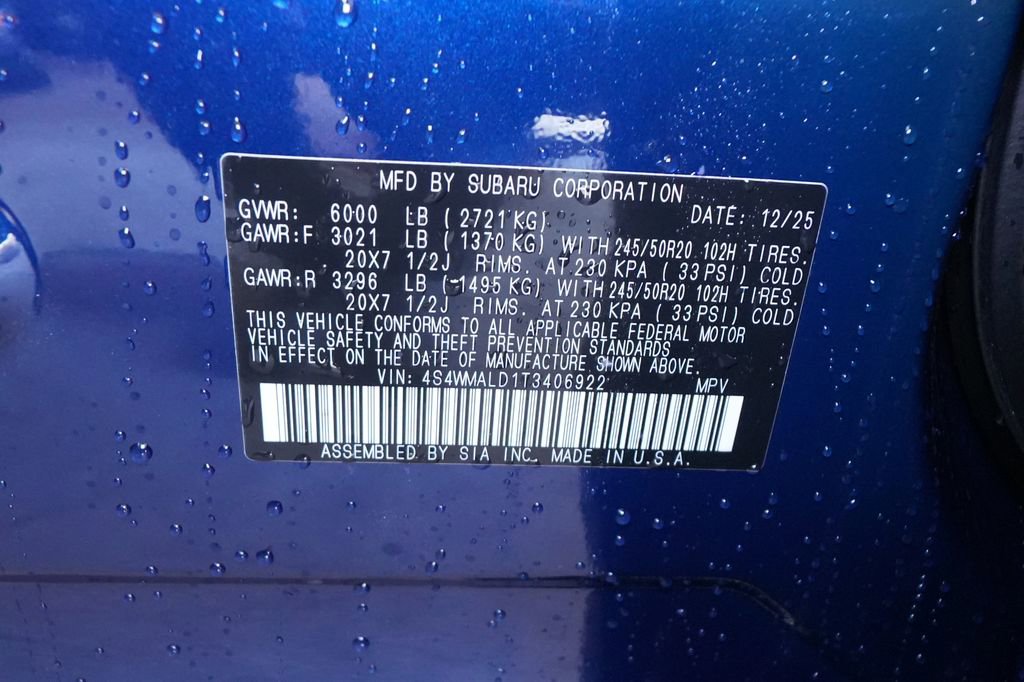 MFD BY SUBARU CORPORATION
GVWR: 6000 LB ( 2721 KG) DATE: 12/25
GAWR:F 3021 LB ( 1370 KG) WITH 245/50R20 102H TIRES.
20X7 1/2J RIMS. AT 230 KPA ( 33 PSI) COLD
GAWR:R 3296 LB ( 1495 KG) WITH 245/50R20 102H TIRES.
20X7 1/2J RIMS. AT 230 KPA ( 33 PSI) COLD
THIS VEHICLE CONFORMS TO ALL APPLICABLE FEDERAL MOTOR
VEHICLE SAFETY AND THEFT PREVENTION STANDARDS
IN EFFECT ON THE DATE OF MANUFACTURE SHOWN ABOVE.
VIN: 4S4WMALD1T3406922 MPV
ASSEMBLED BY SIA INC. MADE IN U.S.A.